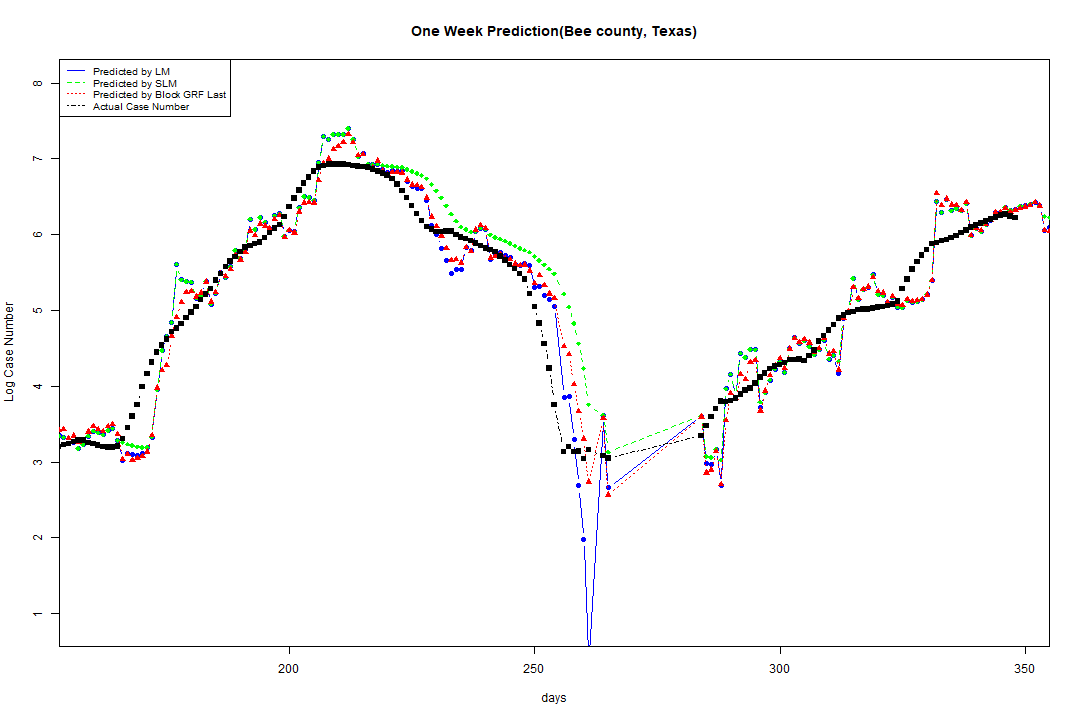 One Week Prediction(Bee county, Texas)
Predicted by LM
Predicted by SLM
Predicted by Block GRF Last
Actual Case Number
8
7
6
5
4
3
2
1
Log Case Number
200 250 300 350
days